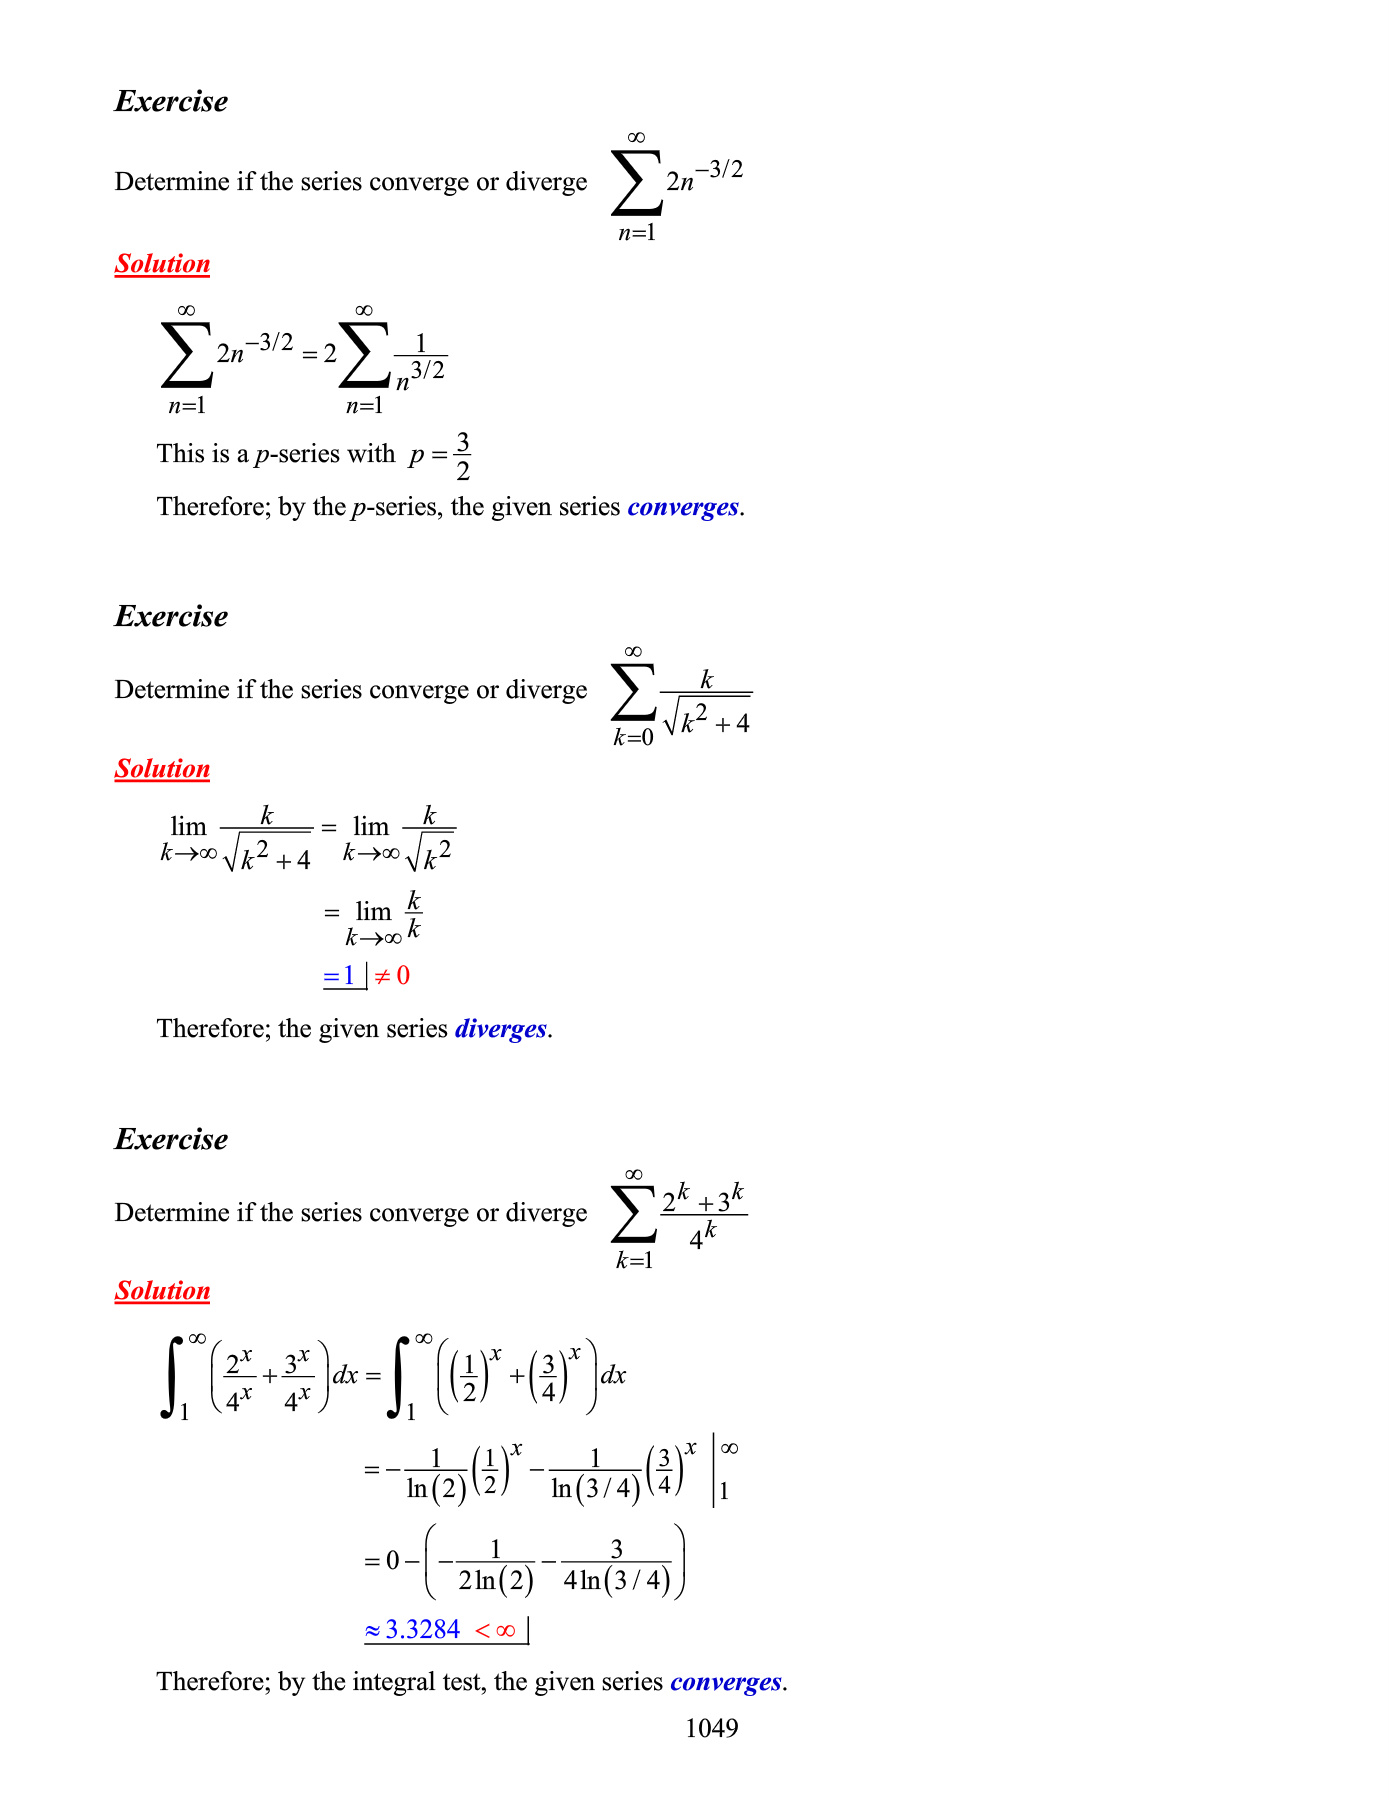 Exercise
Determine if the series converge or diverge $\sum_{n=1}^{\infty} 2n^{-3/2}$
Solution
$\sum_{n=1}^{\infty} 2n^{-3/2} = 2\sum_{n=1}^{\infty} \frac{1}{n^{3/2}}$
This is a p-series with $p = \frac{3}{2}$
Therefore; by the p-series, the given series converges.
Exercise
Determine if the series converge or diverge $\sum_{k=0}^{\infty} \frac{k}{\sqrt{k^2+4}}$
Solution
$\lim_{k\to\infty} \frac{k}{\sqrt{k^2+4}} = \lim_{k\to\infty} \frac{k}{\sqrt{k^2}}$
$= \lim_{k\to\infty} \frac{k}{k}$
$= 1 | \neq 0$
Therefore; the given series diverges.
Exercise
Determine if the series converge or diverge $\sum_{k=1}^{\infty} \frac{2^k+3^k}{4^k}$
Solution
$\int_1^{\infty} \left(\frac{2^x}{4^x} + \frac{3^x}{4^x}\right) dx = \int_1^{\infty} \left(\left(\frac{1}{2}\right)^x + \left(\frac{3}{4}\right)^x\right) dx$
$= -\frac{1}{\ln(2)}\left(\frac{1}{2}\right)^x - \frac{1}{\ln(3/4)}\left(\frac{3}{4}\right)^x \Big|_1^{\infty}$
$= 0 - \left(-\frac{1}{2\ln(2)} - \frac{3}{4\ln(3/4)}\right)$
$\approx 3.3284 < \infty |$
Therefore; by the integral test, the given series converges.
1049